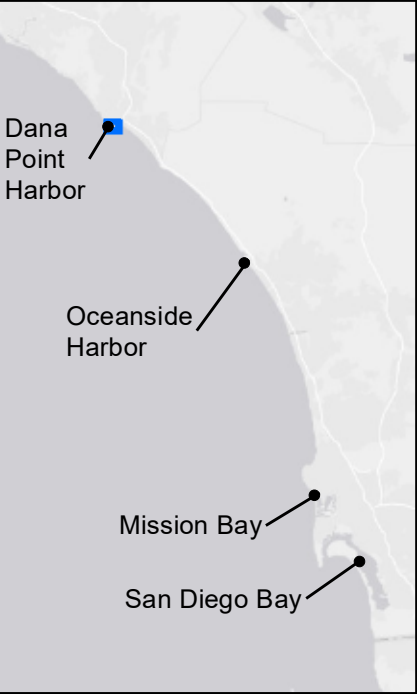 Dana
Point
Harbor
Oceanside
Harbor
Mission Bay
San Diego Bay